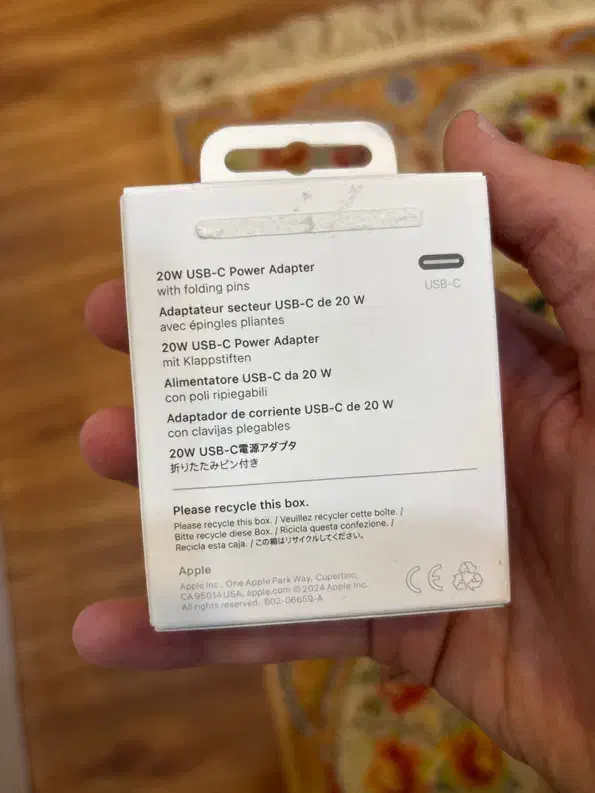 20W USB-C Power Adapter
with folding pins
USB-C
Adaptateur secteur USB-C de 20 W
avec épingles pliantes
20W USB-C Power Adapter
mit Klappstiften
Alimentatore USB-C da 20 W
con poli ripiegabili
Adaptador de corriente USB-C de 20 W
con clavijas plegables
20W USB-C電源アダプタ
折りたたみピン付き
Please recycle this box.
Please recycle this box. / Veuillez recycler cette boîte. /
Bitte recycle diese Box. / Ricicla questa confezione. /
Recicla esta caja. / この箱はリサイクルしてください。
Apple
Apple Inc., One Apple Park Way, Cupertino,
CA 95014 USA, apple.com © 2024 Apple Inc.
All rights reserved. 602-06659-A
CE